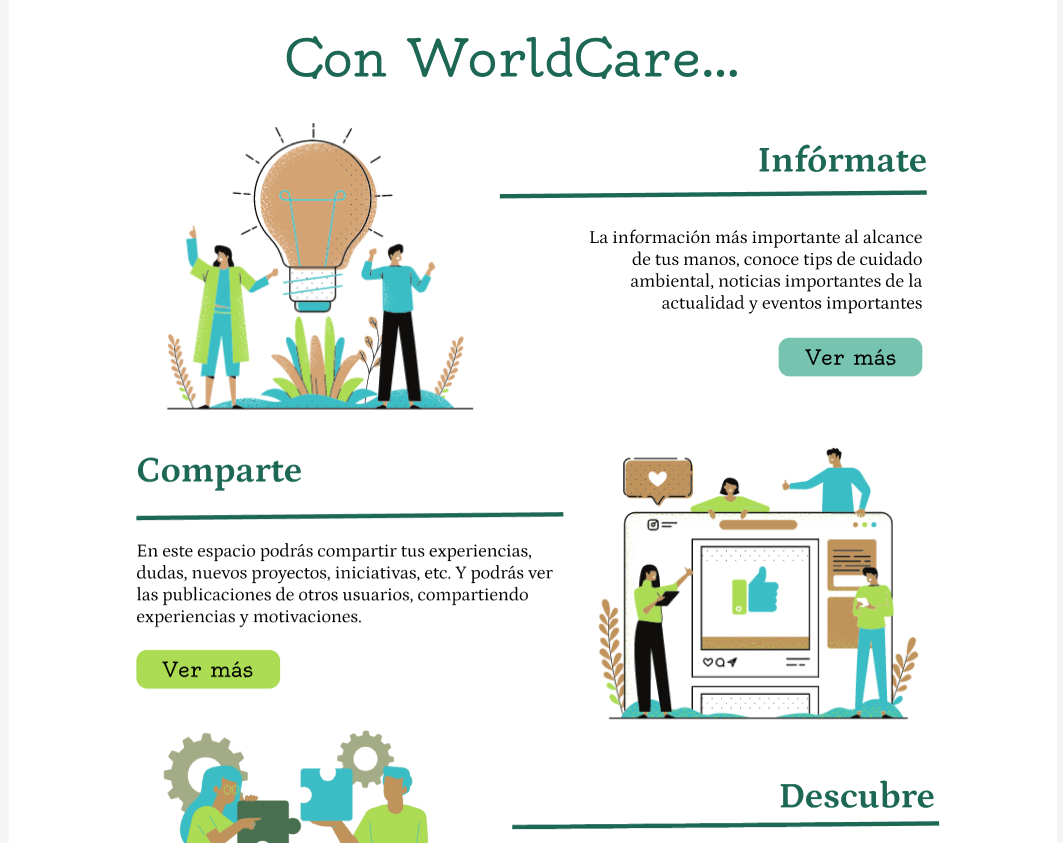 Con WorldCare...
Infórmate
La información más importante al alcance
de tus manos, conoce tips de cuidado
ambiental, noticias importantes de la
actualidad y eventos importantes
Ver más
Comparte
En este espacio podrás compartir tus experiencias,
dudas, nuevos proyectos, iniciativas, etc. Y podrás ver
las publicaciones de otros usuarios, compartiendo
experiencias y motivaciones.
Ver más
Descubre